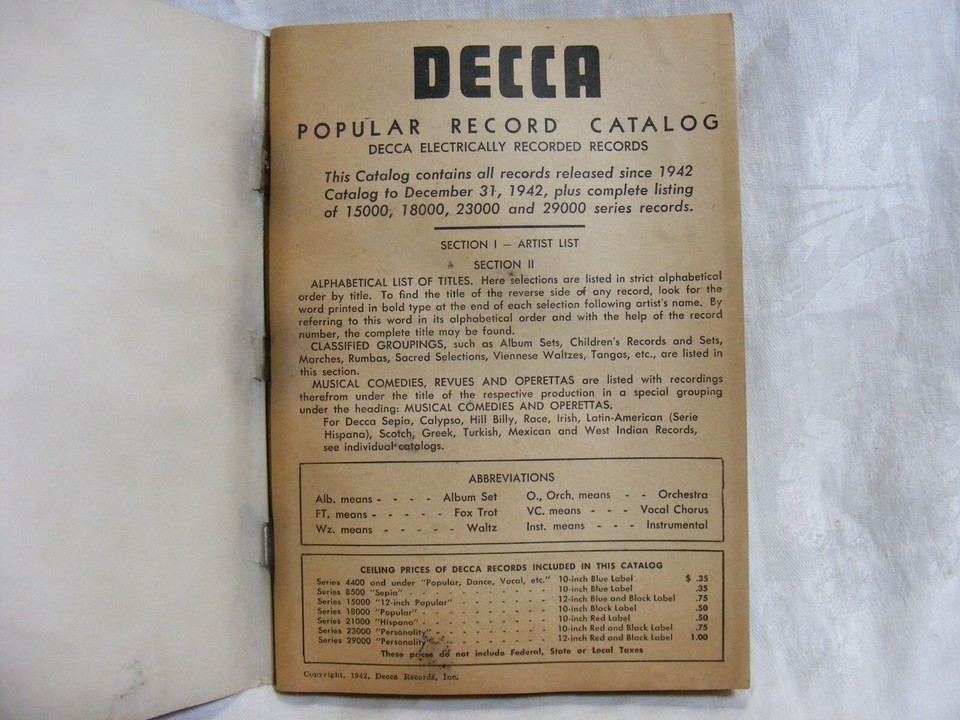 DECCA
POPULAR RECORD CATALOG
DECCA ELECTRICALLY RECORDED RECORDS
This Catalog contains all records released since 1942
Catalog to December 31, 1942, plus complete listing
of 15000, 18000, 23000 and 29000 series records.
SECTION I — ARTIST LIST
SECTION II
ALPHABETICAL LIST OF TITLES. Here selections are listed in strict alphabetical
order by title. To find the title of the reverse side of any record, look for the
word printed in bold type at the end of each selection following artist's name. By
referring to this word in its alphabetical order and with the help of the record
number, the complete title may be found.
CLASSIFIED GROUPINGS, such as Album Sets, Children's Records and Sets,
Marches, Rumbas, Sacred Selections, Viennese Waltzes, Tangos, etc., are listed in
this section.
MUSICAL COMEDIES, REVUES AND OPERETTAS are listed with recordings
therefrom under the title of the respective production in a special grouping
under the heading: MUSICAL COMEDIES AND OPERETTAS.
For Decca Sepia, Calypso, Hill Billy, Race, Irish, Latin-American (Serie
Hispana), Scotch, Greek, Turkish, Mexican and West Indian Records,
see individual catalogs.
ABBREVIATIONS
Alb. means - - - - Album Set O., Orch. means - - Orchestra
FT. means - - - - - Fox Trot VC. means - - - Vocal Chorus
Wz. means - - - - - Waltz Inst. means - - - Instrumental
CEILING PRICES OF DECCA RECORDS INCLUDED IN THIS CATALOG
Series 4400 and under "Popular, Dance, Vocal, etc." 10-inch Blue Label $ .35
Series 8500 "Sepia" - - - - - - - - - - 10-inch Blue Label .35
Series 15000 "12-inch Popular" - - - - - - - 12-inch Blue and Black Label .75
Series 18000 "Popular" - - - - - - - - - 10-inch Black Label .50
Series 21000 "Hispana" - - - - - - - - - 10-inch Red Label .50
Series 23000 "Personality" - - - - - - - - 10-inch Red and Black Label .75
Series 29000 "Personality" - - - - - - - - 12-inch Red and Black Label 1.00
These prices do not include Federal, State or Local Taxes
Copyright, 1942, Decca Records, Inc.